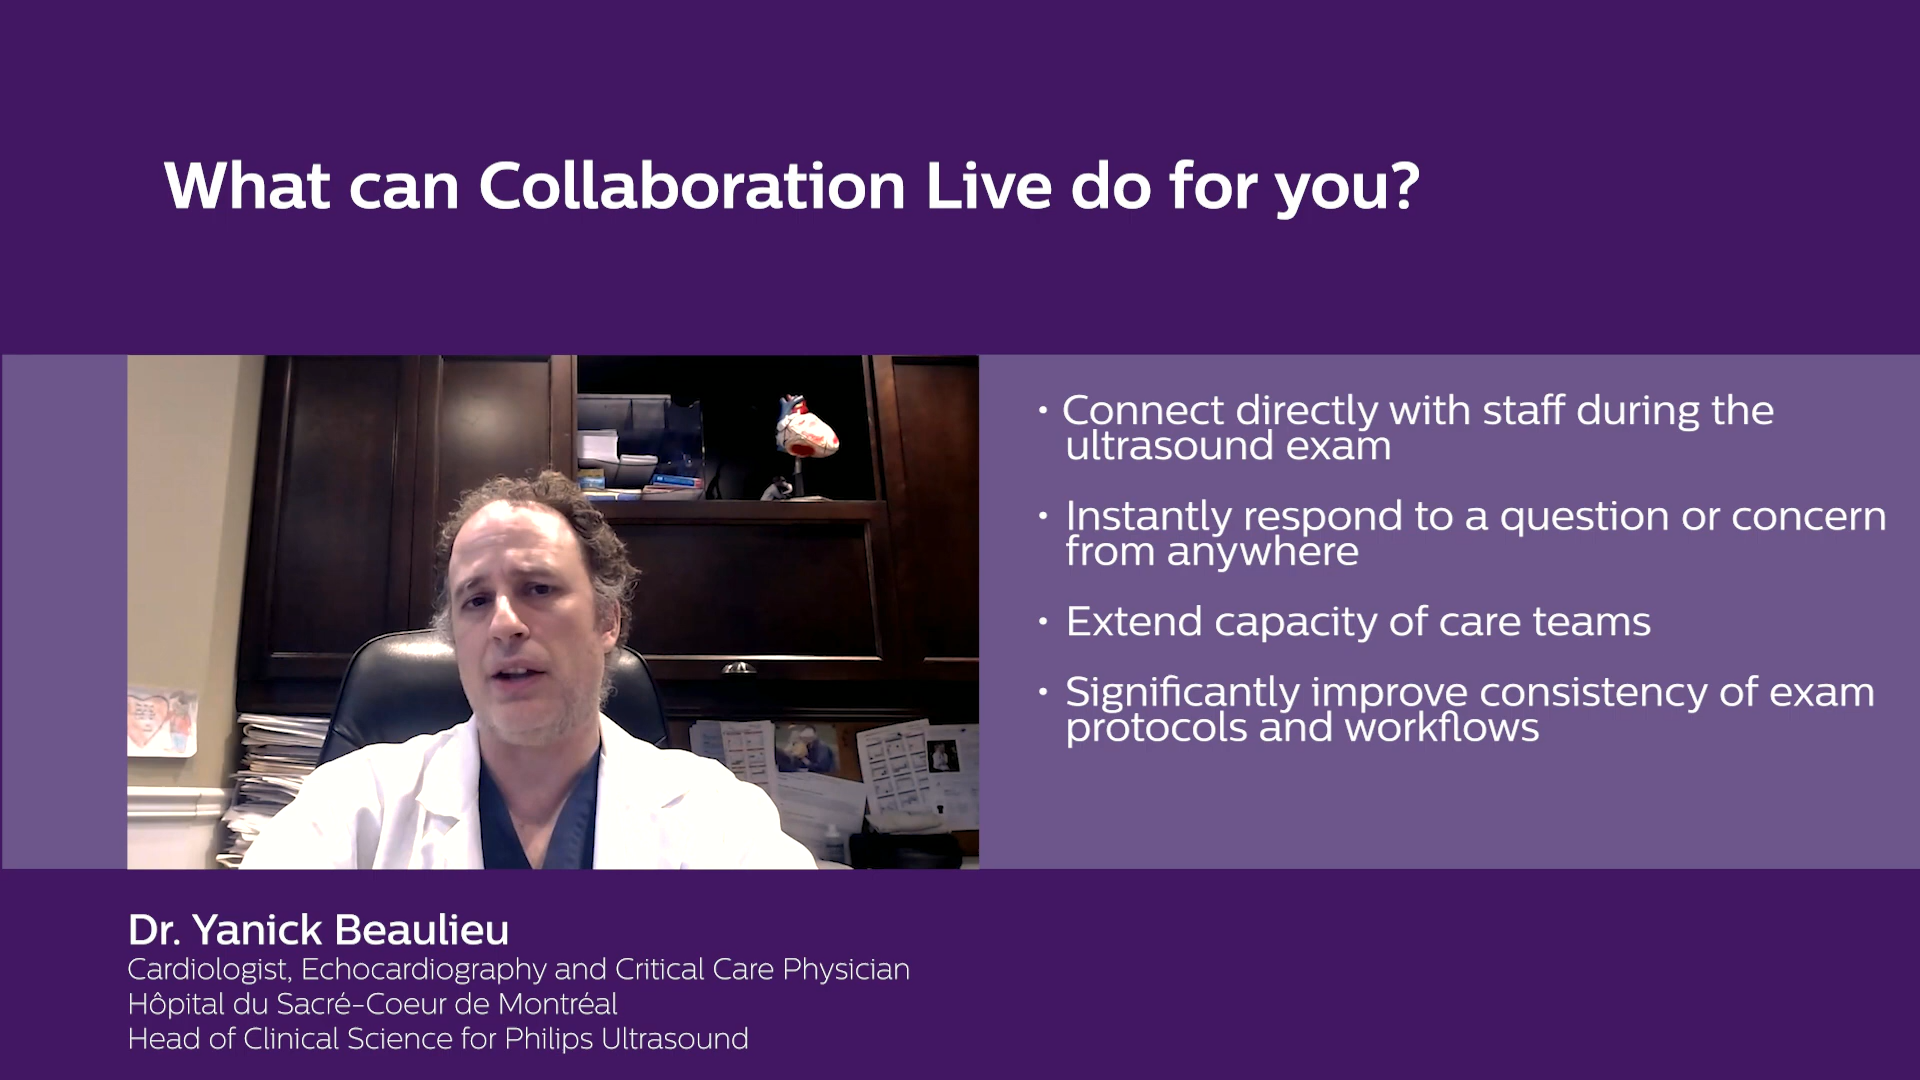 What can Collaboration Live do for you?
• Connect directly with staff during the
ultrasound exam
• Instantly respond to a question or concern
from anywhere
• Extend capacity of care teams
• Significantly improve consistency of exam
protocols and workflows
Dr. Yanick Beaulieu
Cardiologist, Echocardiography and Critical Care Physician
Hôpital du Sacré-Coeur de Montréal
Head of Clinical Science for Philips Ultrasound